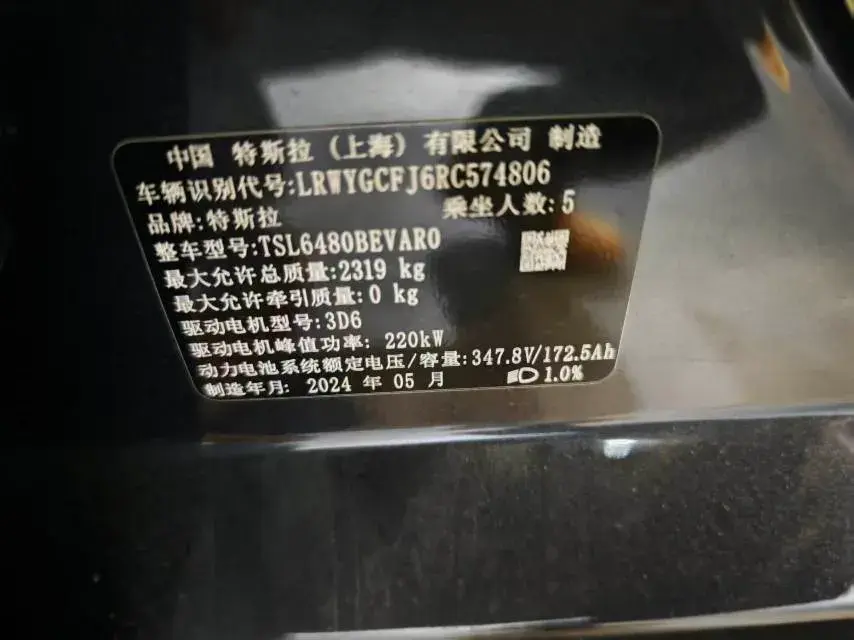 中国 特斯拉（上海）有限公司 制造
车辆识别代号:LRWYGCFJ6RC574806
品牌:特斯拉 乘坐人数:5
整车型号:TSL6480BEVAR0
最大允许总质量:2319 kg
最大允许牵引质量:0 kg
驱动电机型号:3D6
驱动电机峰值功率: 220kW
动力电池系统额定电压/容量:347.8V/172.5Ah
制造年月: 2024 年 05 月 1.0%